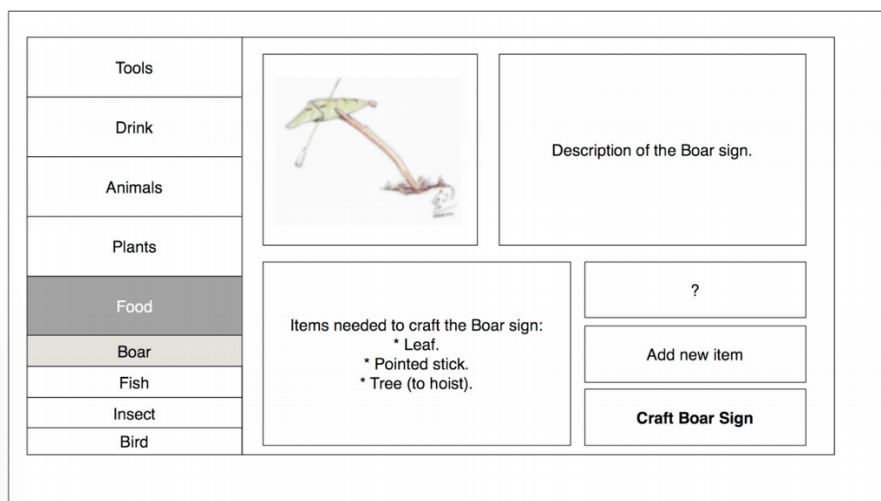 Tools
Drink
Animals
Plants
Food
Boar
Fish
Insect
Bird
Description of the Boar sign.
Items needed to craft the Boar sign:
* Leaf.
* Pointed stick.
* Tree (to hoist).
?
Add new item
Craft Boar Sign